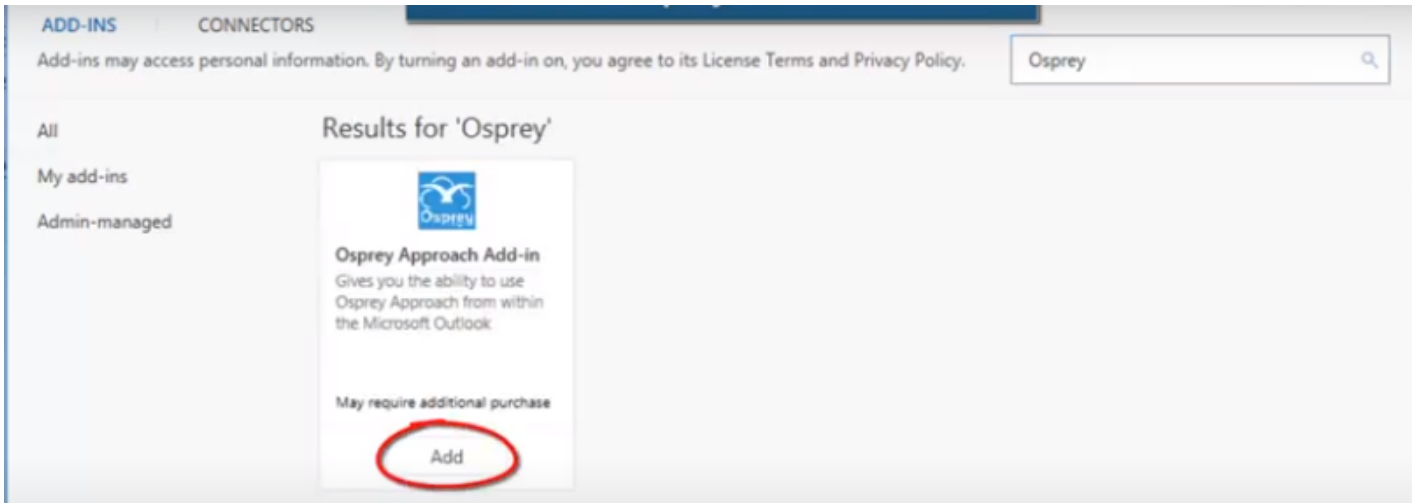 ADD-INS
CONNECTORS
Add-ins may access personal information. By turning an add-in on, you agree to its License Terms and Privacy Policy.
Osprey
All
My add-ins
Admin-managed
Results for 'Osprey'
Osprey
Osprey Approach Add-in
Gives you the ability to use
Osprey Approach from within
the Microsoft Outlook
May require additional purchase
Add